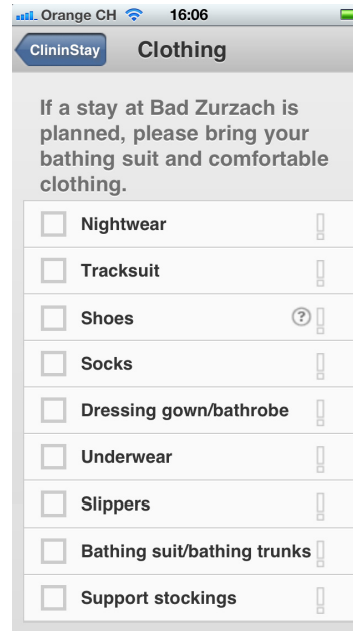 Orange CH 16:06
ClininStay Clothing
If a stay at Bad Zurzach is
planned, please bring your
bathing suit and comfortable
clothing.
Nightwear
Tracksuit
Shoes ?
Socks
Dressing gown/bathrobe
Underwear
Slippers
Bathing suit/bathing trunks
Support stockings